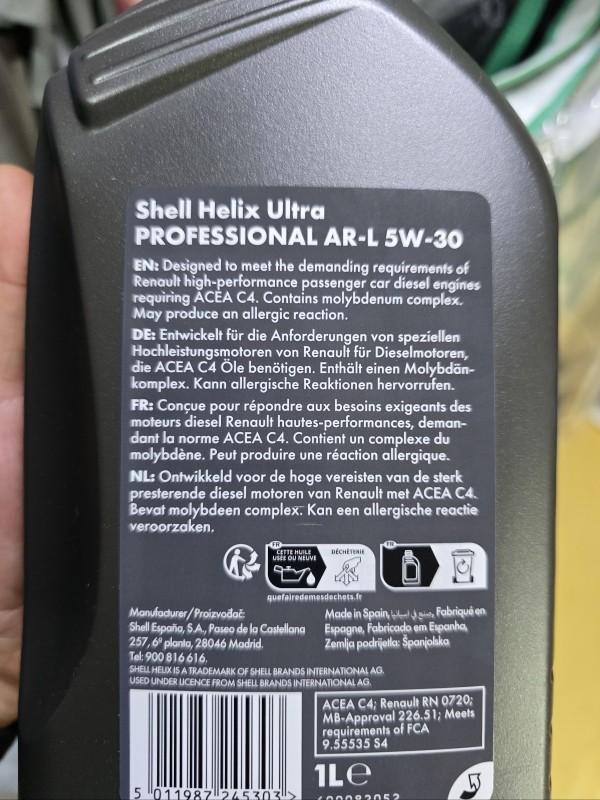 Shell Helix Ultra
PROFESSIONAL AR-L 5W-30
EN: Designed to meet the demanding requirements of
Renault high-performance passenger car diesel engines
requiring ACEA C4. Contains molybdenum complex.
May produce an allergic reaction.
DE: Entwickelt für die Anforderungen von speziellen
Hochleistungsmotoren von Renault für Dieselmotoren,
die ACEA C4 Öle benötigen. Enthält einen Molybdän-
komplex. Kann allergische Reaktionen hervorrufen.
FR: Conçue pour répondre aux besoins exigeants des
moteurs diesel Renault hautes-performances, deman-
dant la norme ACEA C4. Contient un complexe du
molybdène. Peut produire une réaction allergique.
NL: Ontwikkeld voor de hoge vereisten van de sterk
presterende diesel motoren van Renault met ACEA C4.
Bevat molybdeen complex. Kan een allergische reactie
veroorzaken.
FR
CETTE HUILE
USÉE OU NEUVE
DÉCHÈTERIE
FR
quefairedemesdechets.fr
Manufacturer/Proizvođač:
Shell España, S.A., Paseo de la Castellana
257, 6º planta, 28046 Madrid.
Tel: 900 816 616.
Made in Spain, صنع في اسبانيا, Fabriqué en
Espagne, Fabricado em Espanha,
Zemlja podrijetla: Španjolska
SHELL HELIX IS A TRADEMARK OF SHELL BRANDS INTERNATIONAL AG.
USED UNDER LICENCE FROM SHELL BRANDS INTERNATIONAL AG.
ACEA C4; Renault RN 0720;
MB-Approval 226.51; Meets
requirements of FCA
9.55535 S4
1L℮
5 011987 245303 >